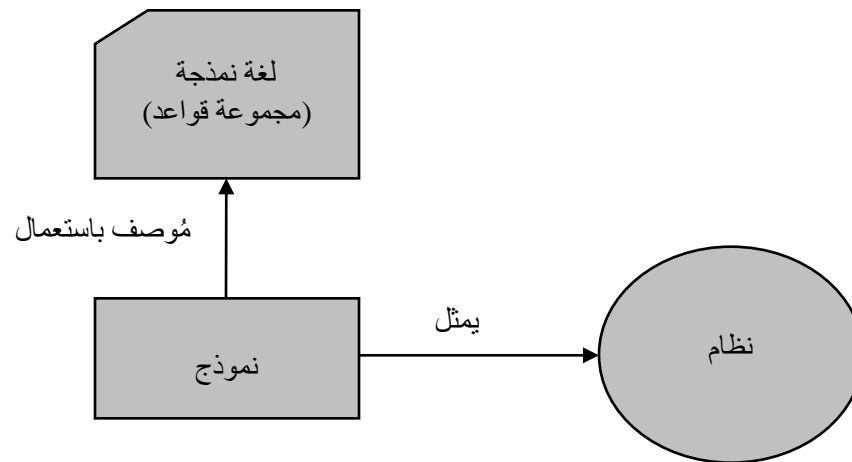 لغة نمذجة
(مجموعة قواعد)
مُوصف باستعمال
يمثل
نظام
نموذج